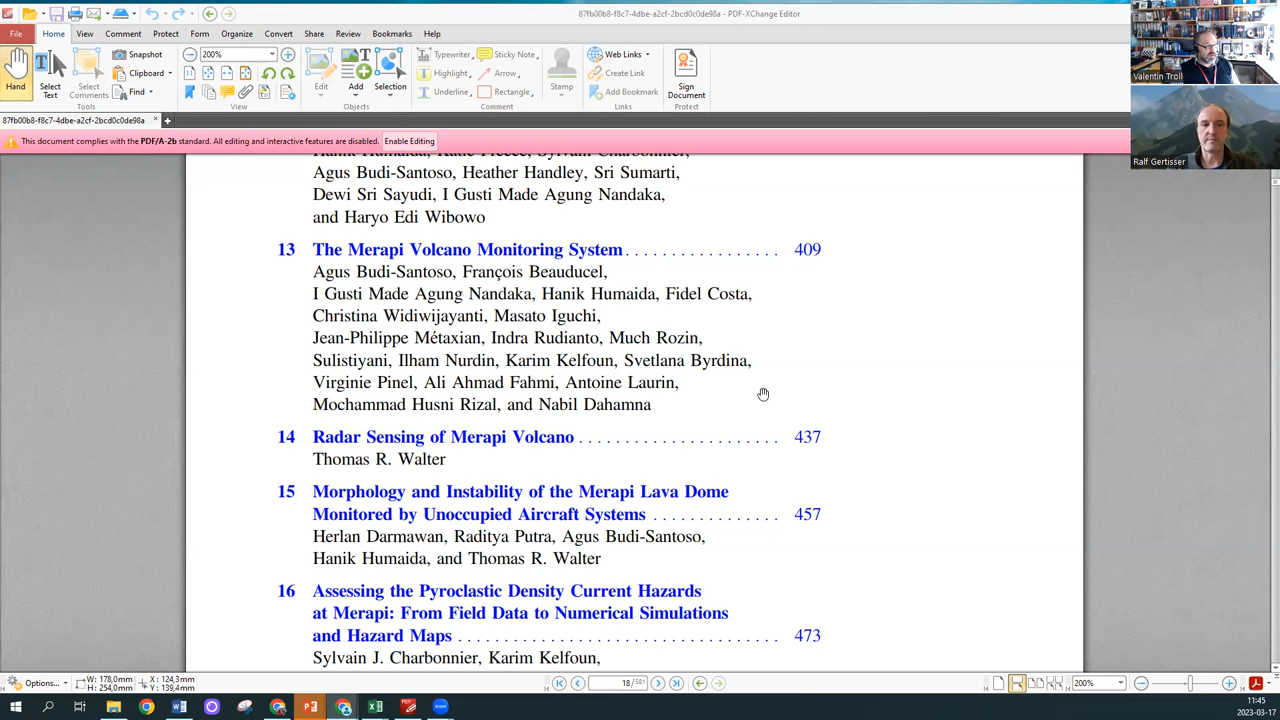 87fb00b8-f8c7-4dbe-a2cf-2bcd0c0de98a - PDF-XChange Editor
File Home View Comment Protect Form Organize Convert Share Review Bookmarks Help
Hand
Select Text
Select Comments
Snapshot
Clipboard
Find
Tools
200%
View
Edit
Add
Selection
Objects
Typewriter
Highlight
Underline
Sticky Note
Arrow
Rectangle
Stamp
Comment
Web Links
Create Link
Add Bookmark
Links
Sign Document
Protect
Valentin Troll
Ralf Gertisser
87fb00b8-f8c7-4dbe-a2cf-2bcd0c0de98a
This document complies with the PDF/A-2b standard. All editing and interactive features are disabled. Enable Editing
Agus Budi-Santoso, Heather Handley, Sri Sumarti,
Dewi Sri Sayudi, I Gusti Made Agung Nandaka,
and Haryo Edi Wibowo
13 The Merapi Volcano Monitoring System . . . . . . . . . . . . . . . . . 409
Agus Budi-Santoso, François Beauducel,
I Gusti Made Agung Nandaka, Hanik Humaida, Fidel Costa,
Christina Widiwijayanti, Masato Iguchi,
Jean-Philippe Métaxian, Indra Rudianto, Much Rozin,
Sulistiyani, Ilham Nurdin, Karim Kelfoun, Svetlana Byrdina,
Virginie Pinel, Ali Ahmad Fahmi, Antoine Laurin,
Mochammad Husni Rizal, and Nabil Dahamna
14 Radar Sensing of Merapi Volcano . . . . . . . . . . . . . . . . . . . . . . 437
Thomas R. Walter
15 Morphology and Instability of the Merapi Lava Dome
Monitored by Unoccupied Aircraft Systems . . . . . . . . . . . . . . 457
Herlan Darmawan, Raditya Putra, Agus Budi-Santoso,
Hanik Humaida, and Thomas R. Walter
16 Assessing the Pyroclastic Density Current Hazards
at Merapi: From Field Data to Numerical Simulations
and Hazard Maps . . . . . . . . . . . . . . . . . . . . . . . . . . . . . . . . . . . 473
Sylvain J. Charbonnier, Karim Kelfoun,
Options...
W: 178,0mm
H: 254,0mm
X: 124,3mm
Y: 139,4mm
18 / 581
200%
11:45
2023-03-17